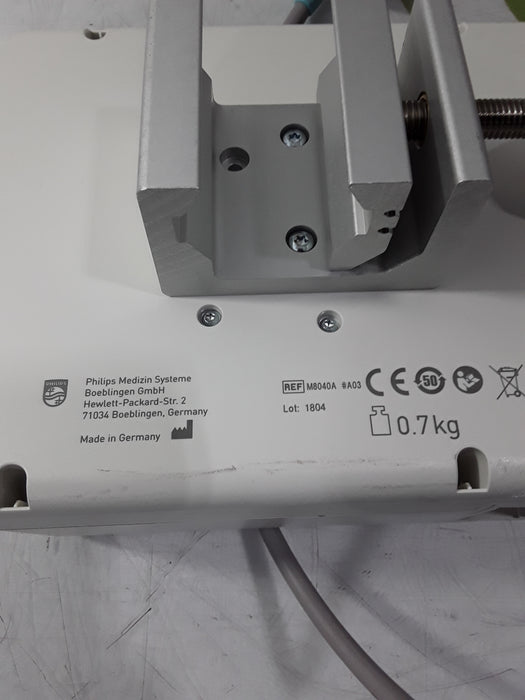 PHILIPS
Philips Medizin Systeme
Boeblingen GmbH
Hewlett-Packard-Str. 2
71034 Boeblingen, Germany
Made in Germany
REF M8040A #A03
Lot: 1804
CE
50
0.7kg